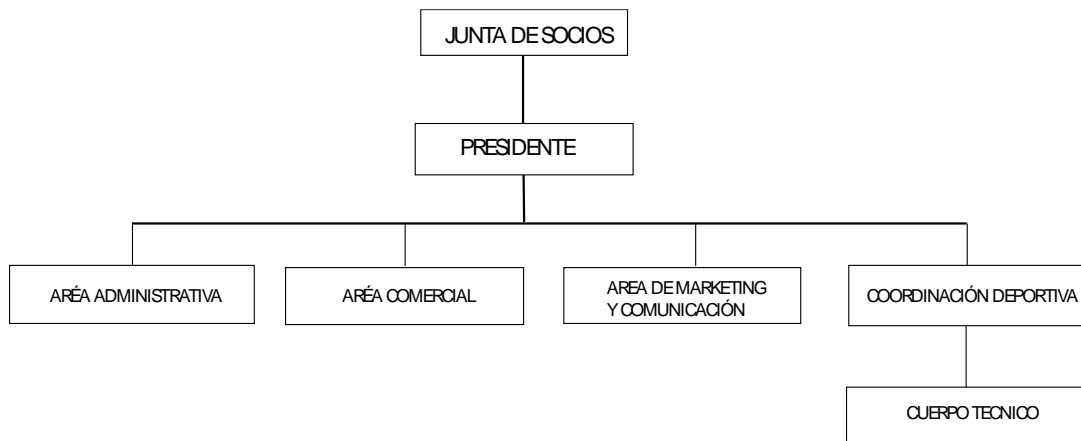 JUNTA DE SOCIOS
PRESIDENTE
ARÉA ADMINISTRATIVA
ARÉA COMERCIAL
AREA DE MARKETING
Y COMUNICACIÓN
COORDINACIÓN DEPORTIVA
CUERPO TECNICO